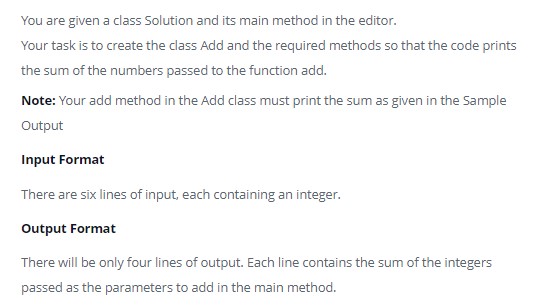 You are given a class Solution and its main method in the editor.
Your task is to create the class Add and the required methods so that the code prints
the sum of the numbers passed to the function add.
Note: Your add method in the Add class must print the sum as given in the Sample
Output
Input Format
There are six lines of input, each containing an integer.
Output Format
There will be only four lines of output. Each line contains the sum of the integers
passed as the parameters to add in the main method.